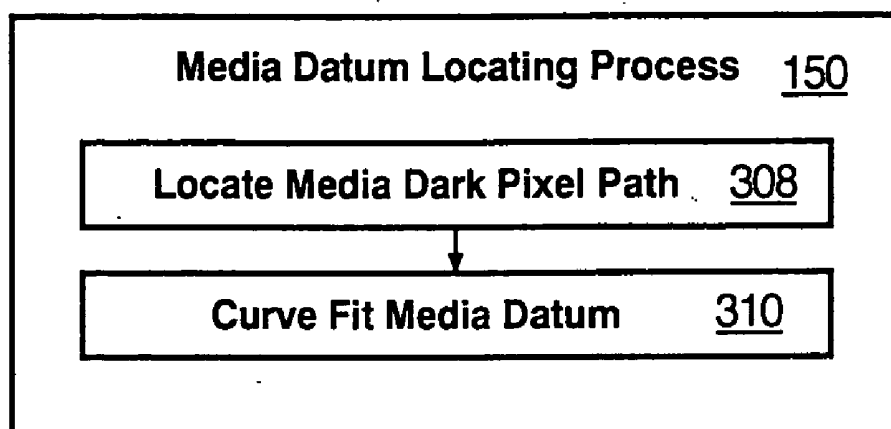 Media Datum Locating Process 150
Locate Media Dark Pixel Path 308
Curve Fit Media Datum 310